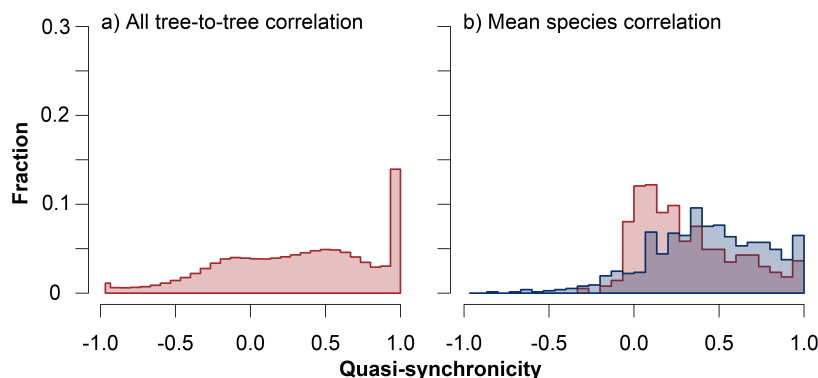 a) All tree-to-tree correlation
b) Mean species correlation
Fraction
0.3
0.2
0.1
0
-1.0 -0.5 0.0 0.5 1.0
-1.0 -0.5 0.0 0.5 1.0
Quasi-synchronicity